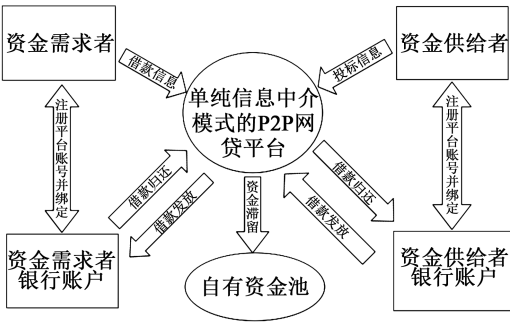 资金需求者
资金供给者
借款信息
投标信息
单纯信息中介
模式的P2P网
贷平台
注册平台账号并绑定
注册平台账号并绑定
借款归还
借款发放
资金滞留
借款归还
借款发放
资金需求者
银行账户
自有资金池
资金供给者
银行账户